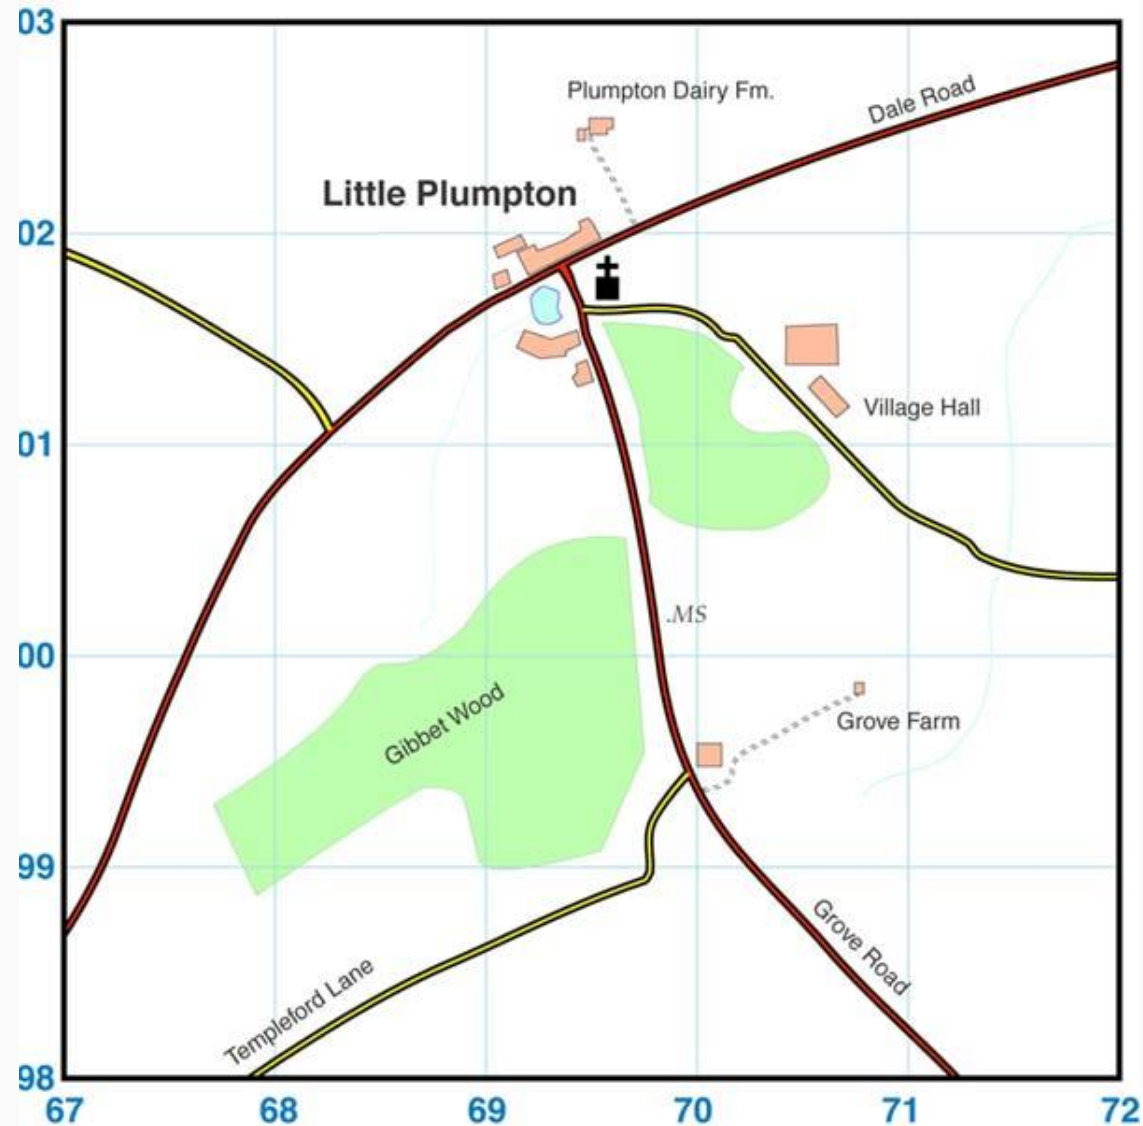 03
Plumpton Dairy Fm.
Dale Road
Little Plumpton
02
Village Hall
01
.MS
00
Gibbet Wood
Grove Farm
99
Grove Road
Templeford Lane
98
67 68 69 70 71 72